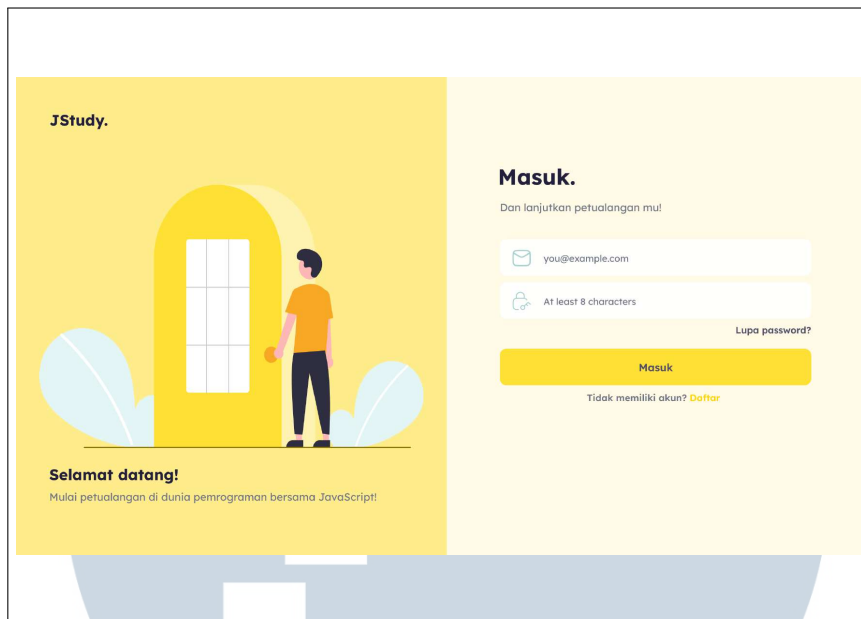 JStudy.
Selamat datang!
Mulai petualangan di dunia pemrograman bersama JavaScript!
Masuk.
Dan lanjutkan petualangan mu!
you@example.com
At least 8 characters
Lupa password?
Masuk
Tidak memiliki akun? Daftar